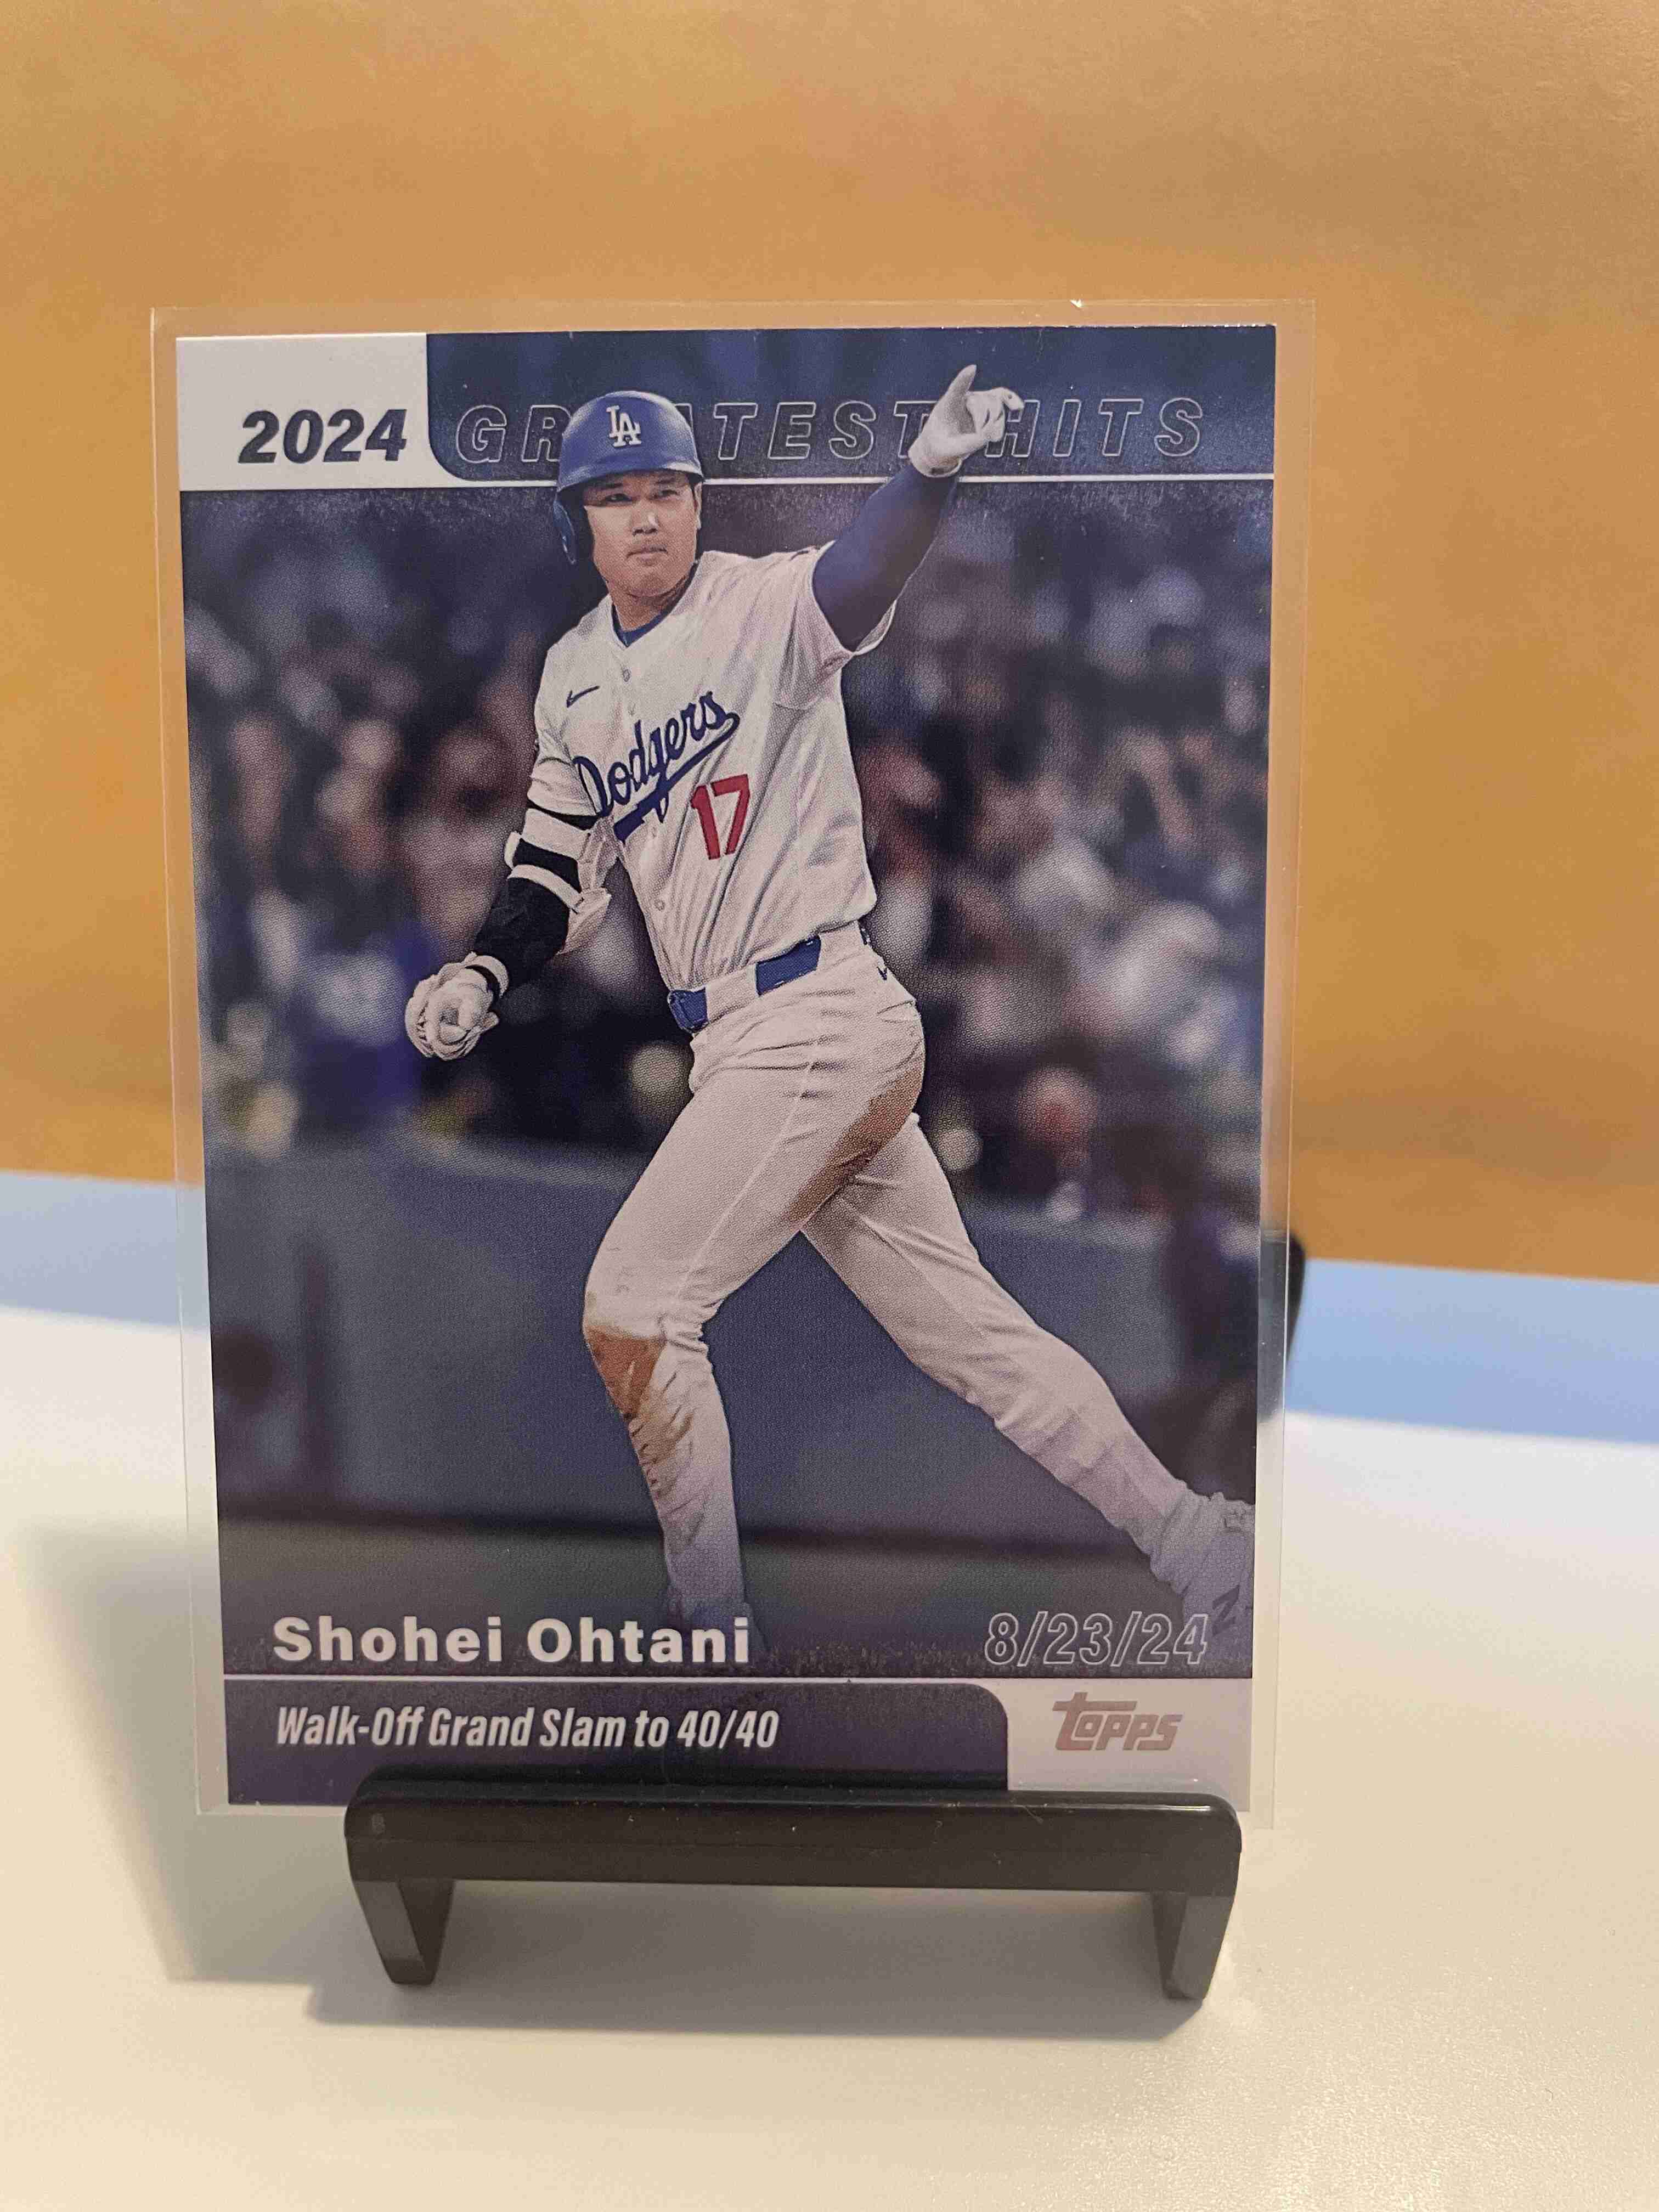 2024 GREATEST HITS
LA
Dodgers
17
Shohei Ohtani
8/23/24
Walk-Off Grand Slam to 40/40
Topps